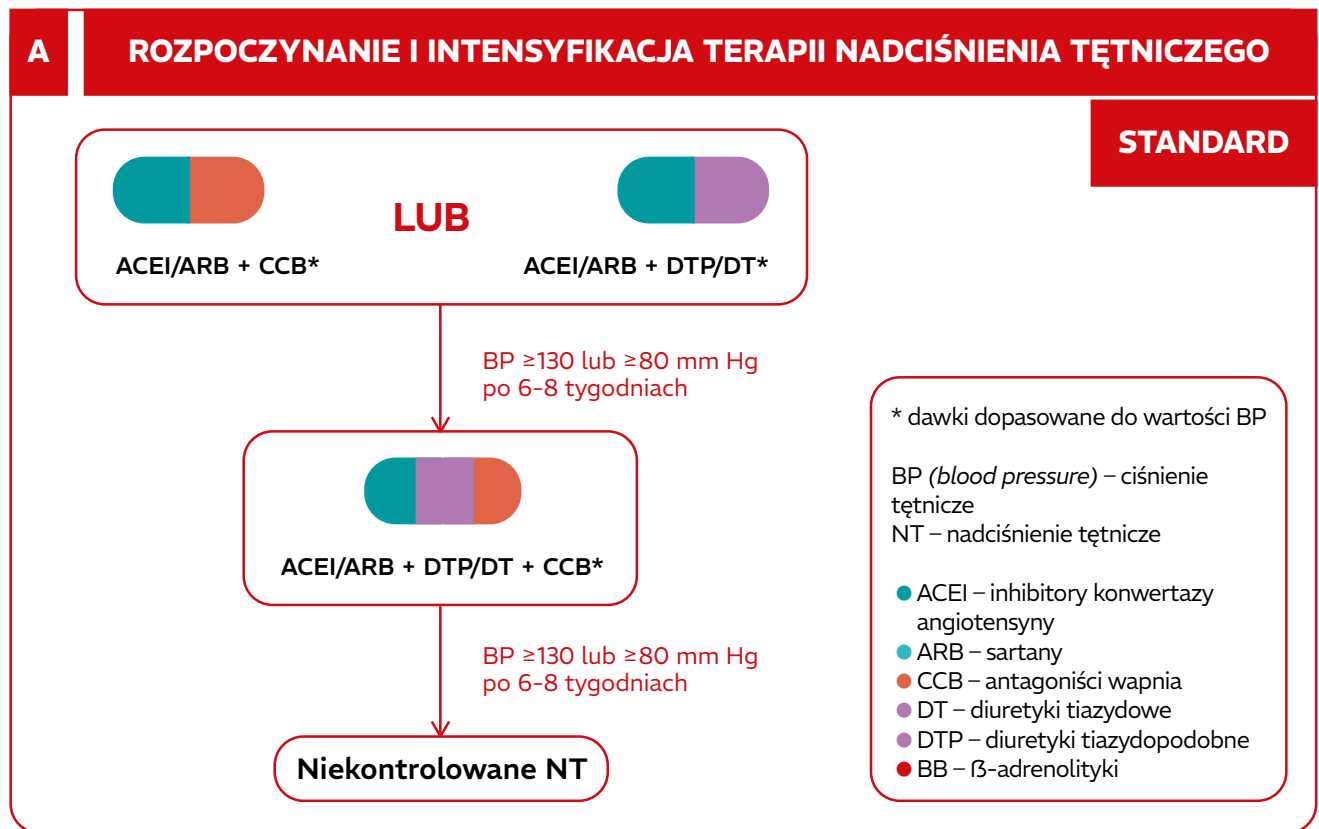 A
ROZPOCZYNANIE I INTENSYFIKACJA TERAPII NADCIŚNIENIA TĘTNICZEGO
STANDARD
LUB
ACEI/ARB + CCB*
ACEI/ARB + DTP/DT*
BP ≥130 lub ≥80 mm Hg
po 6-8 tygodniach
ACEI/ARB + DTP/DT + CCB*
BP ≥130 lub ≥80 mm Hg
po 6-8 tygodniach
Niekontrolowane NT
* dawki dopasowane do wartości BP
BP (blood pressure) – ciśnienie
tętnicze
NT – nadciśnienie tętnicze
ACEI – inhibitory konwertazy
angiotensyny
ARB – sartany
CCB – antagoniści wapnia
DT – diuretyki tiazydowe
DTP – diuretyki tiazydopodobne
BB – ß-adrenolityki